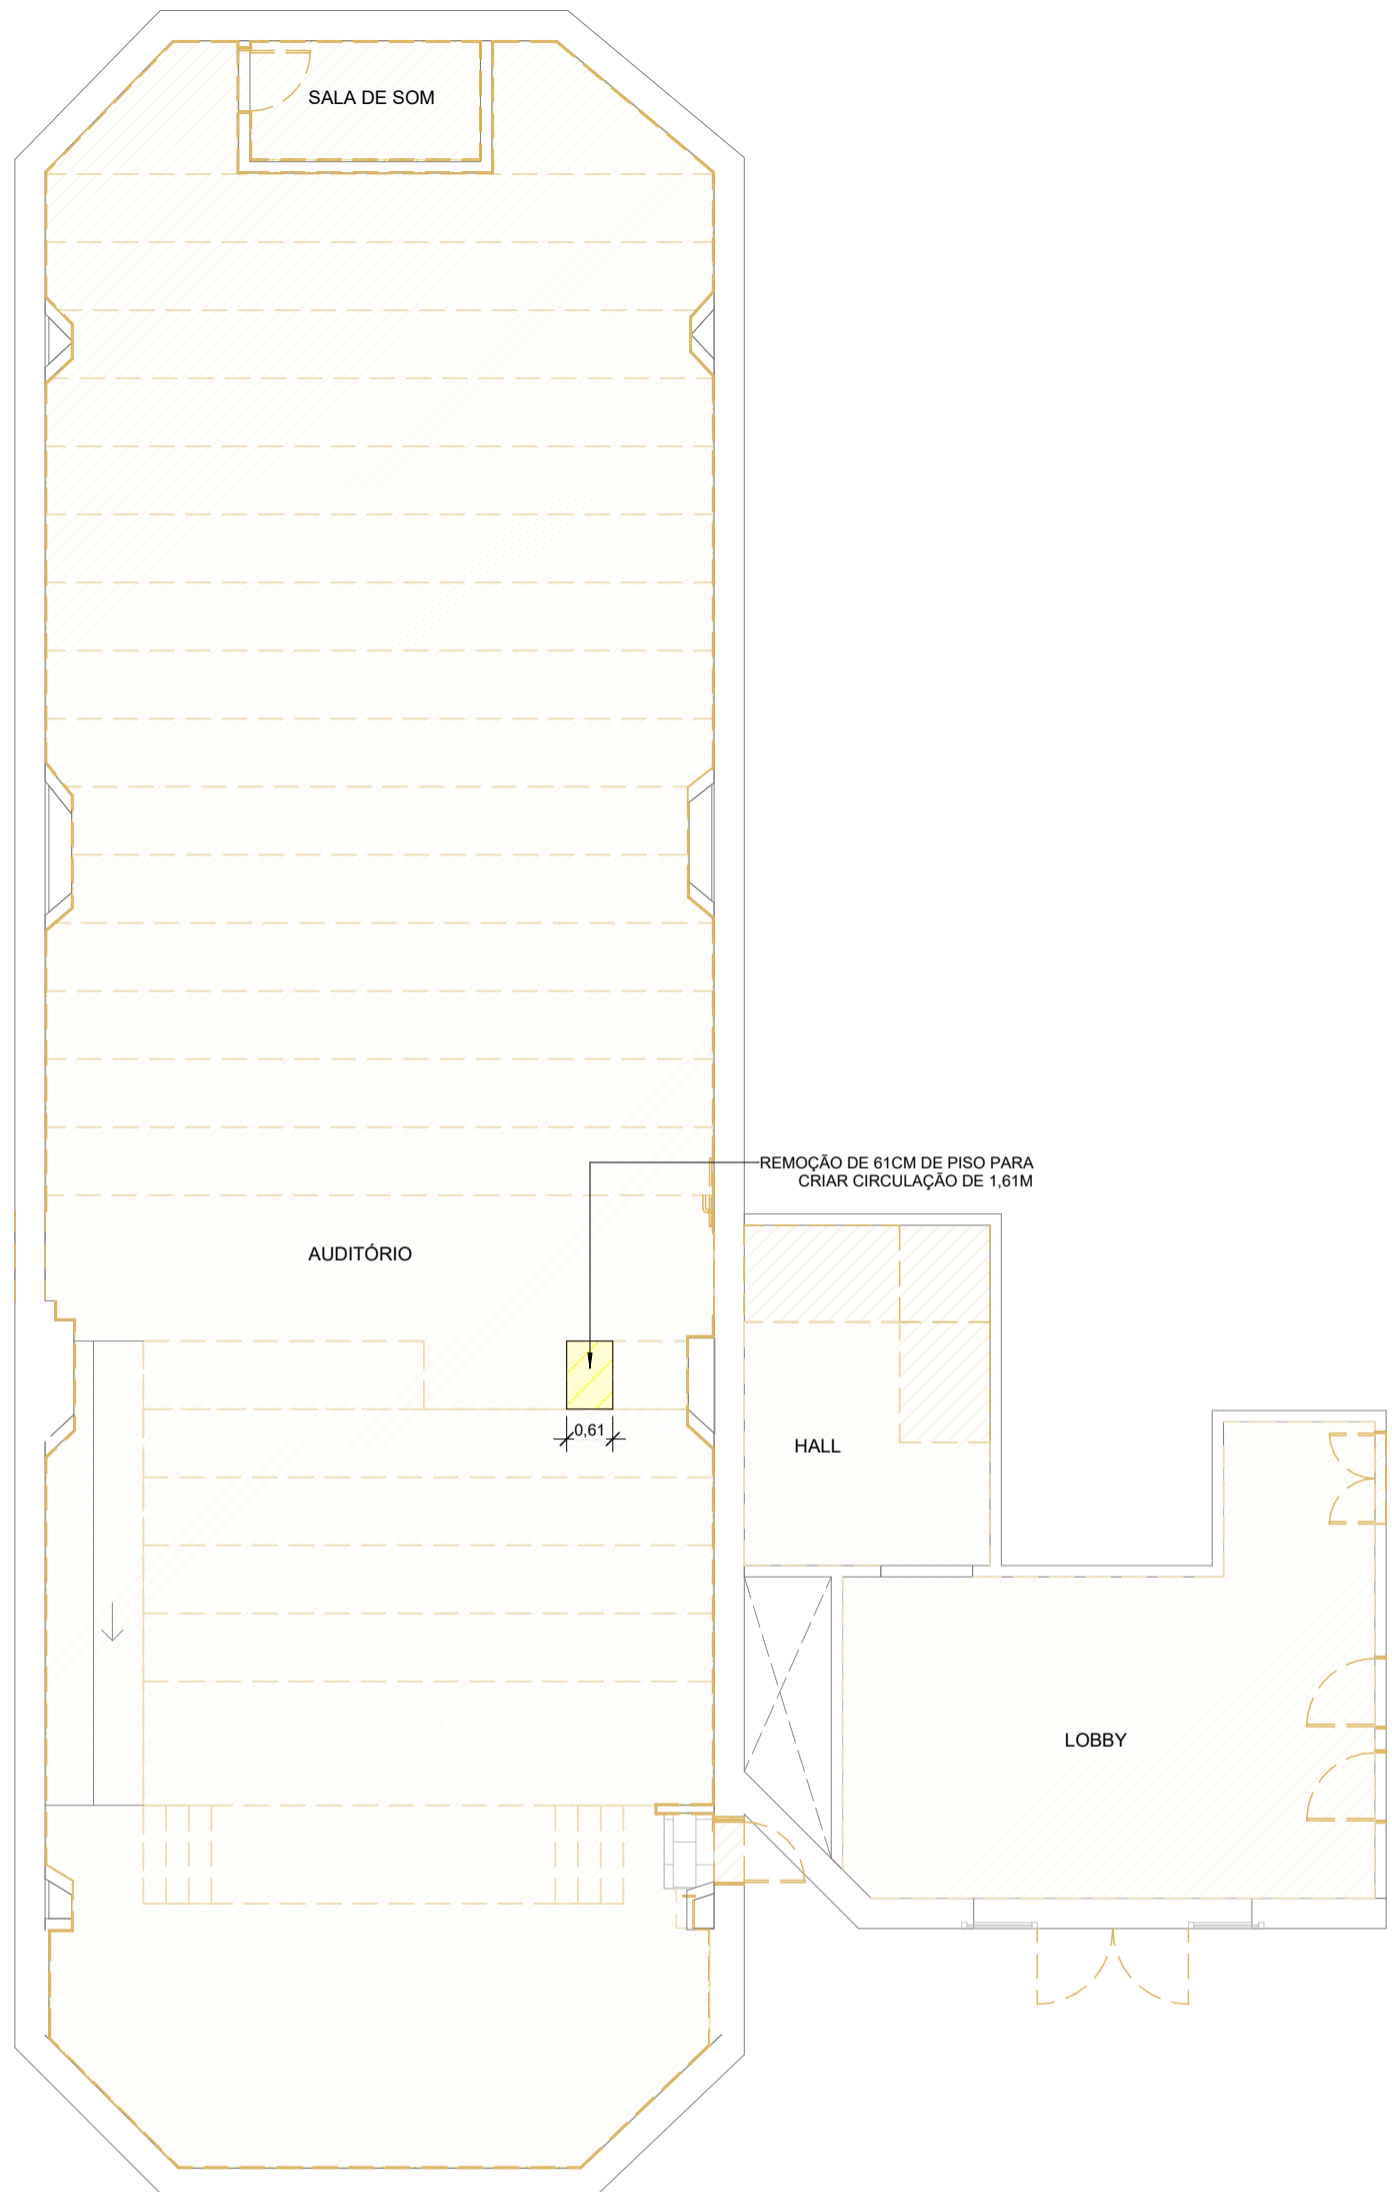 SALA DE SOM
REMOÇÃO DE 61CM DE PISO PARA
CRIAR CIRCULAÇÃO DE 1,61M
AUDITÓRIO
0,61
HALL
LOBBY